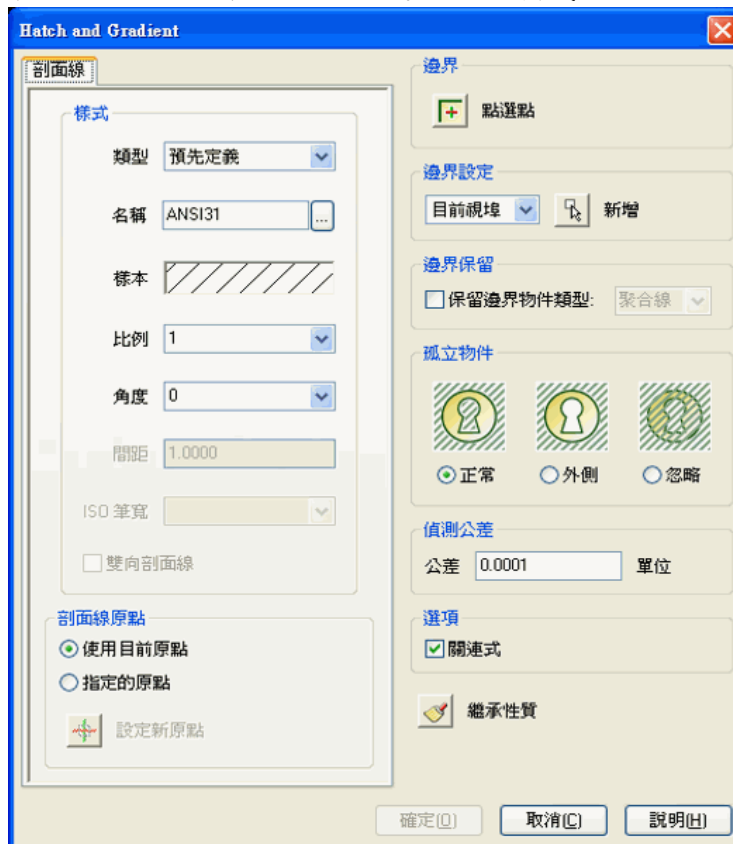 Hatch and Gradient
剖面線
樣式
類型 預先定義
名稱 ANSI31 ...
樣本
比例 1
角度 0
間距 1.0000
ISO 筆寬
雙向剖面線
剖面線原點
使用目前原點
指定的原點
設定新原點
邊界
點選點
邊界設定
目前視埠 新增
邊界保留
保留邊界物件類型: 聚合線
孤立物件
正常 外側 忽略
偵測公差
公差 0.0001 單位
選項
關連式
繼承性質
確定(O) 取消(C) 說明(H)